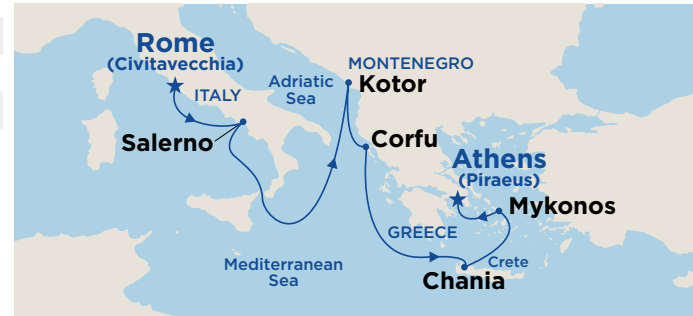 Rome
(Civitavecchia)
ITALY
Adriatic
Sea
MONTENEGRO
Kotor
Salerno
Corfu
Athens
(Piraeus)
Mykonos
GREECE
Mediterranean
Sea
Crete
Chania